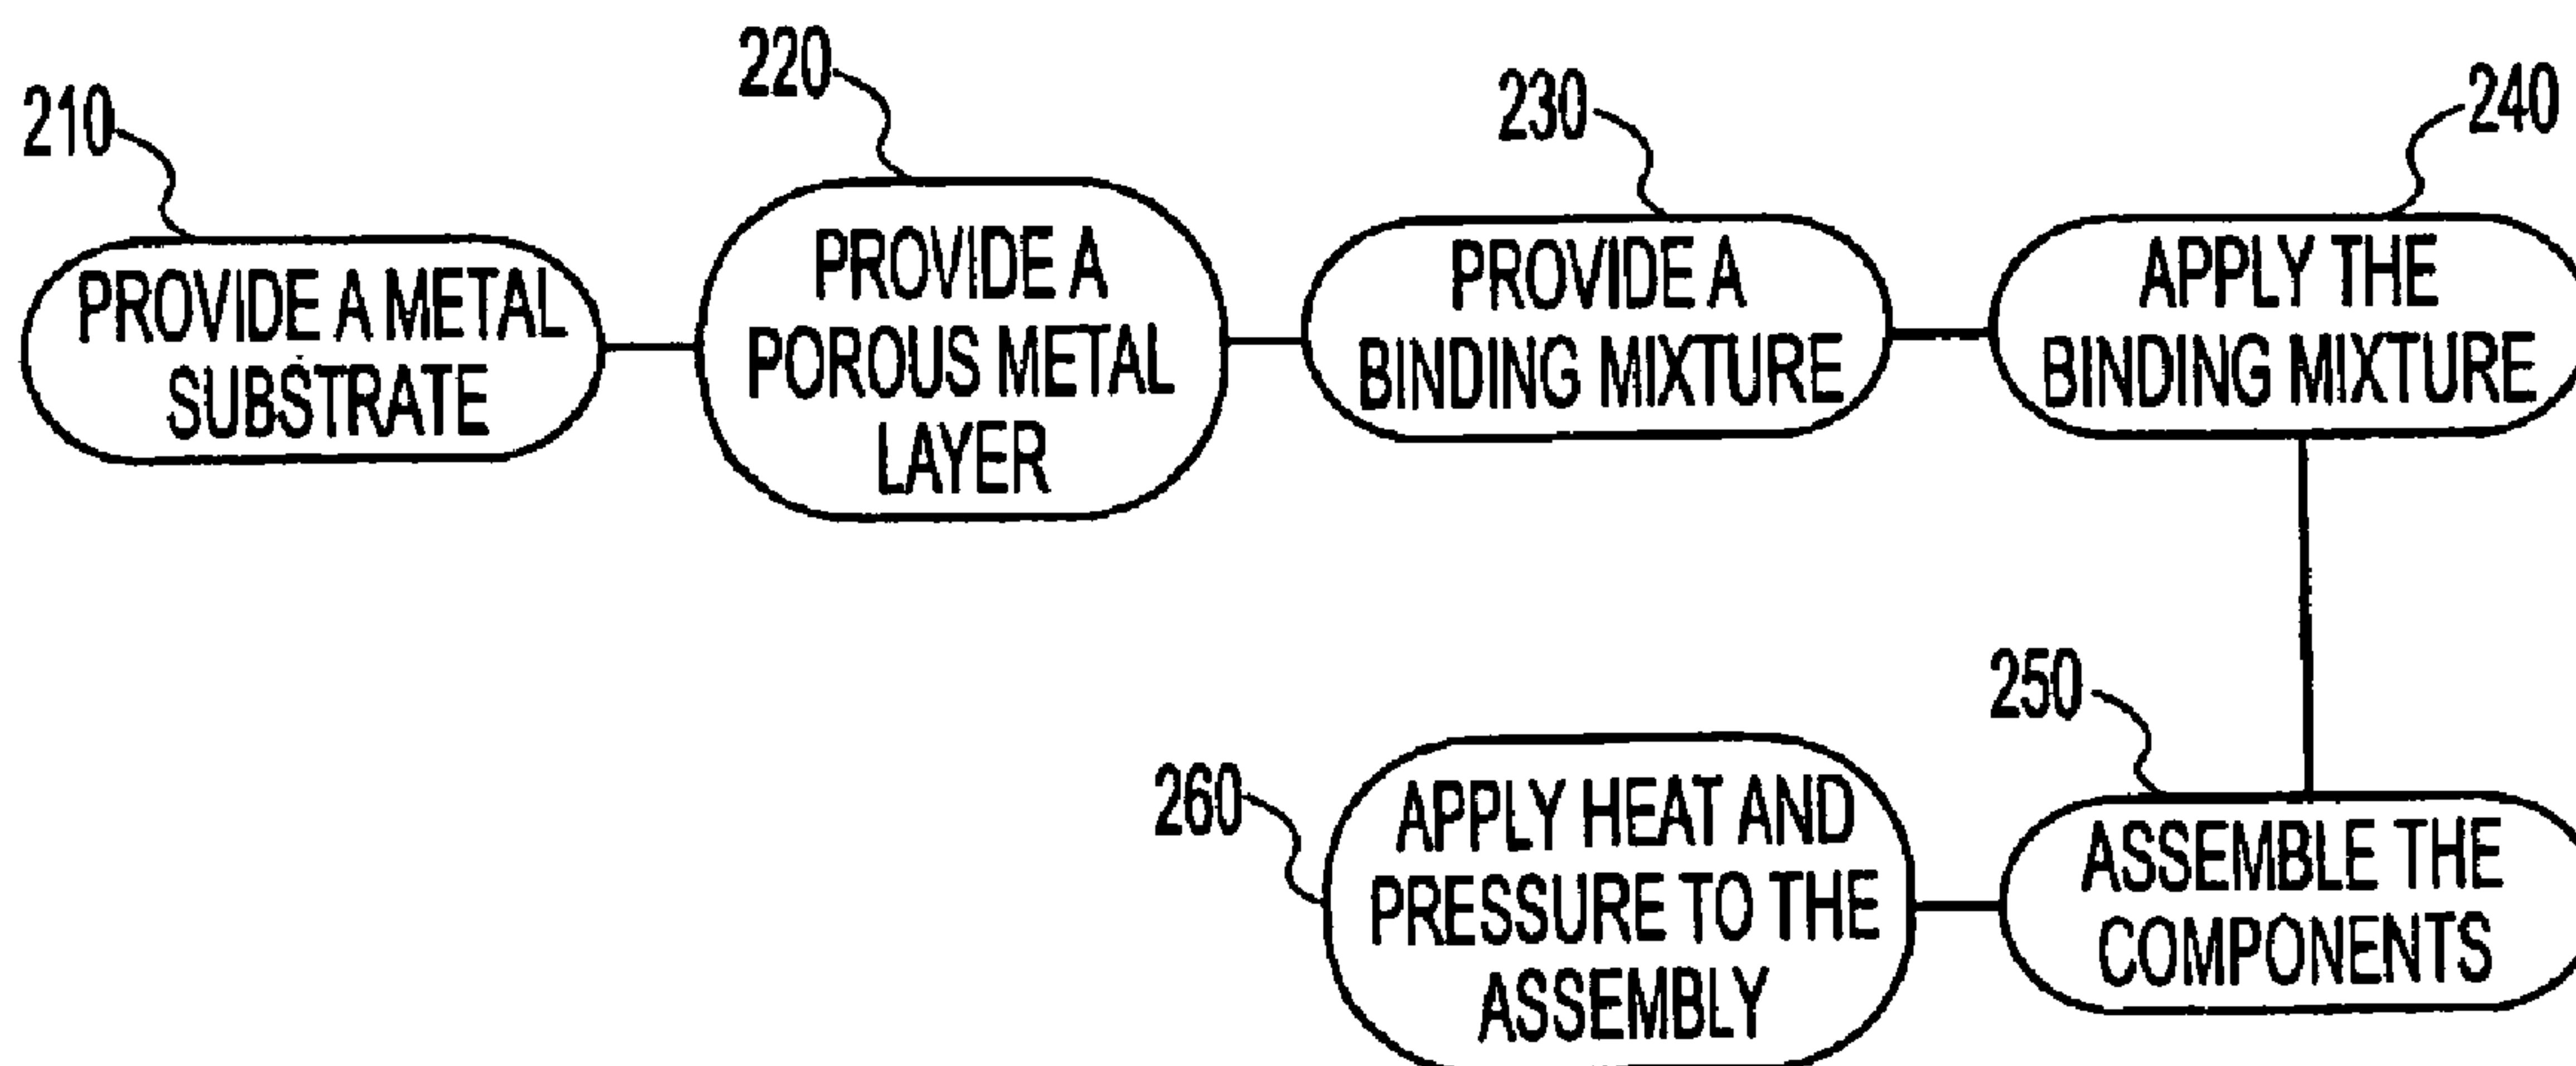 210
PROVIDE A METAL
SUBSTRATE
220
PROVIDE A
POROUS METAL
LAYER
230
PROVIDE A
BINDING MIXTURE
240
APPLY THE
BINDING MIXTURE
250
ASSEMBLE THE
COMPONENTS
260
APPLY HEAT AND
PRESSURE TO THE
ASSEMBLY